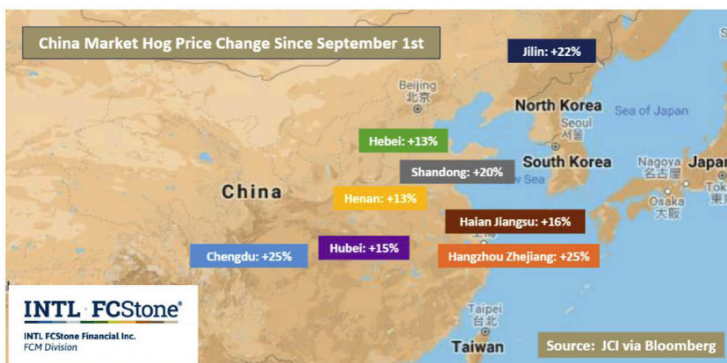 China Market Hog Price Change Since September 1st
Jilin: +22%
Beijing
北京
North Korea
Sea of Japan
Seoul
서울
Hebei: +13%
South Korea
Nagoya
名古屋
Japan
Shandong: +20%
Sea
Osaka
大阪
China
Henan: +13%
Haian Jiangsu: +16%
Hubei: +15%
Chengdu: +25%
Hangzhou Zhejiang: +25%
INTL FCStone®
INTL FCStone Financial Inc.
FCM Division
Taipei
台北
Taiwan
Source: JCI via Bloomberg